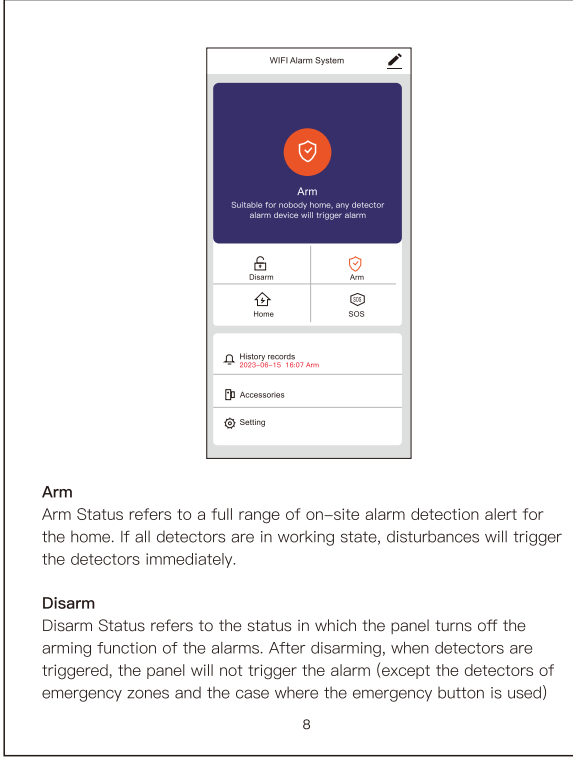 WIFI Alarm System
Arm
Suitable for nobody home, any detector
alarm device will trigger alarm
Disarm
Arm
Home
SOS
SOS
History records
2023-06-15 16:07 Arm
Accessories
Setting
Arm
Arm Status refers to a full range of on-site alarm detection alert for
the home. If all detectors are in working state, disturbances will trigger
the detectors immediately.
Disarm
Disarm Status refers to the status in which the panel turns off the
arming function of the alarms. After disarming, when detectors are
triggered, the panel will not trigger the alarm (except the detectors of
emergency zones and the case where the emergency button is used)
8